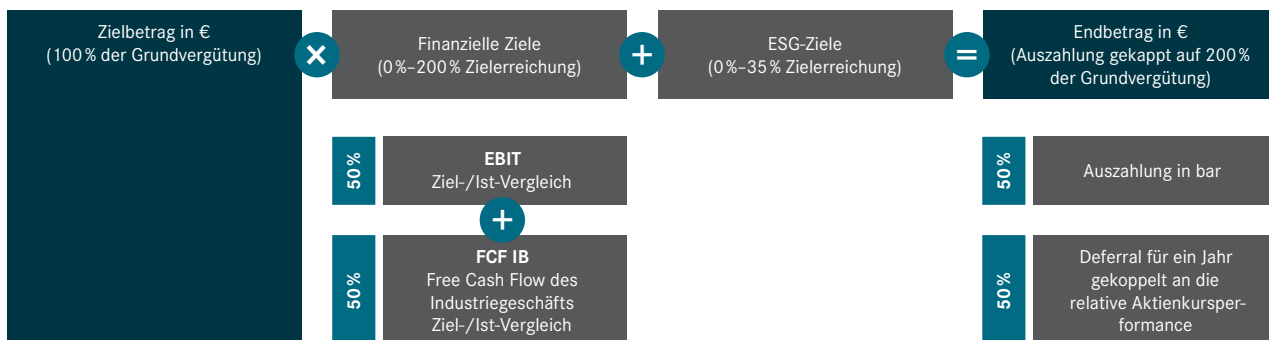 Zielbetrag in €
(100 % der Grundvergütung)
×
Finanzielle Ziele
(0 %–200 % Zielerreichung)
+
ESG-Ziele
(0 %–35 % Zielerreichung)
=
Endbetrag in €
(Auszahlung gekappt auf 200 %
der Grundvergütung)
50 %
EBIT
Ziel-/Ist-Vergleich
+
50 %
FCF IB
Free Cash Flow des
Industriegeschäfts
Ziel-/Ist-Vergleich
50 %
Auszahlung in bar
50 %
Deferral für ein Jahr
gekoppelt an die
relative Aktienkursper-
formance